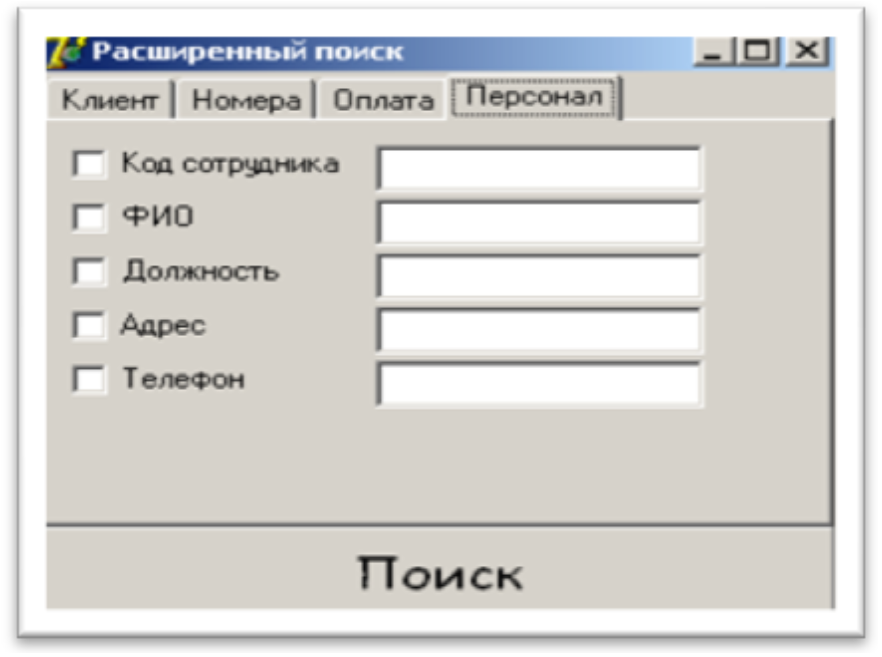 Расширенный поиск
Клиент Номера Оплата Персонал
Код сотрудника
ФИО
Должность
Адрес
Телефон
Поиск